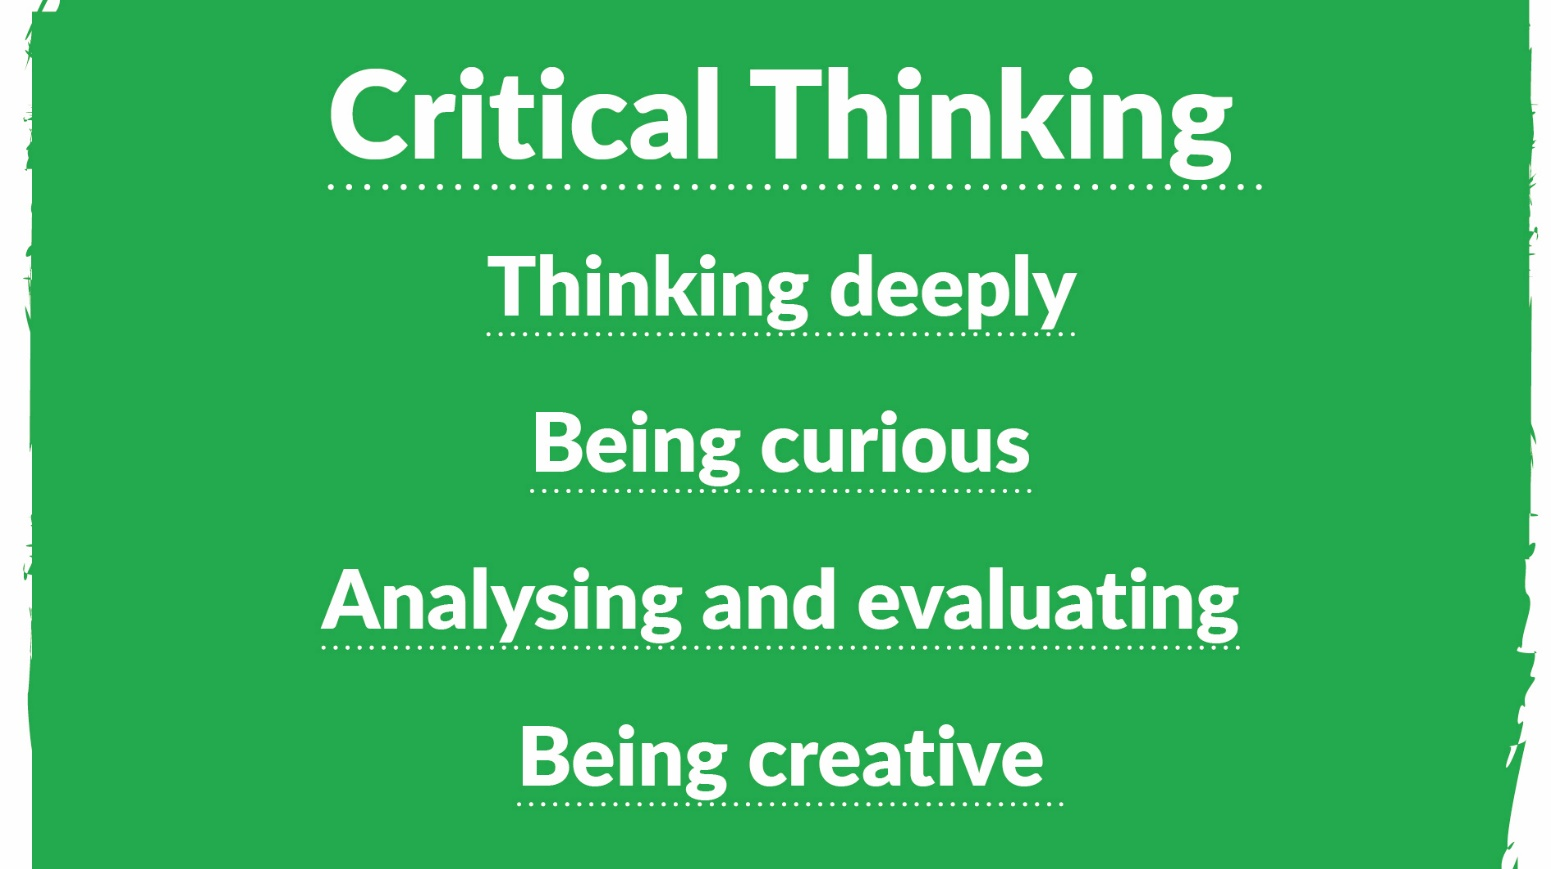 Critical Thinking
Thinking deeply
Being curious
Analysing and evaluating
Being creative